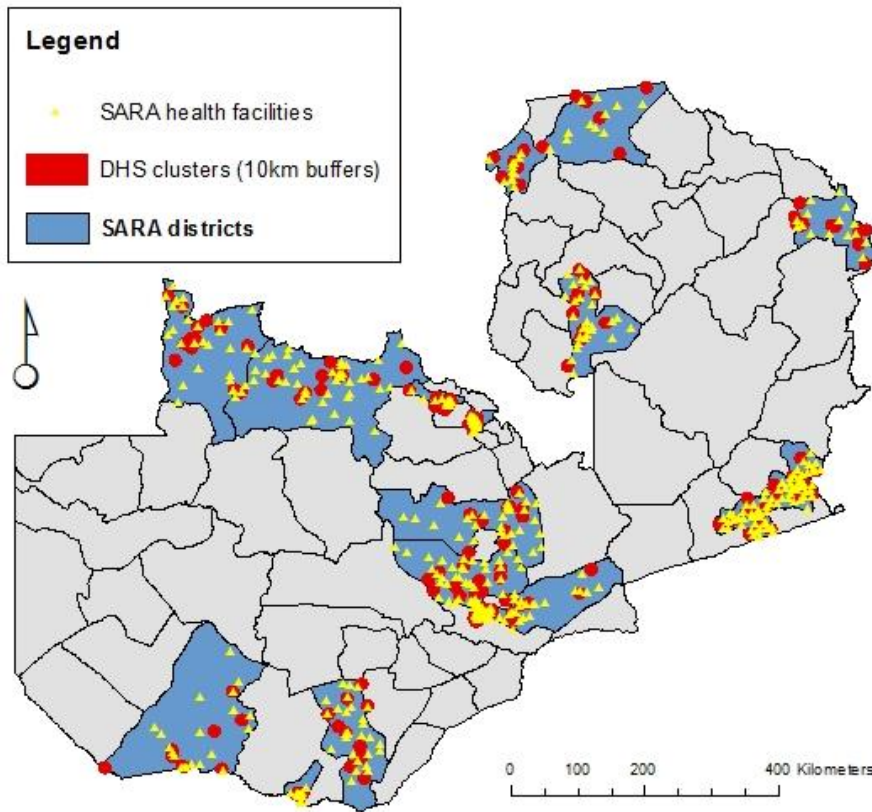 Legend
SARA health facilities
DHS clusters (10km buffers)
SARA districts
0 100 200 400 Kilometers